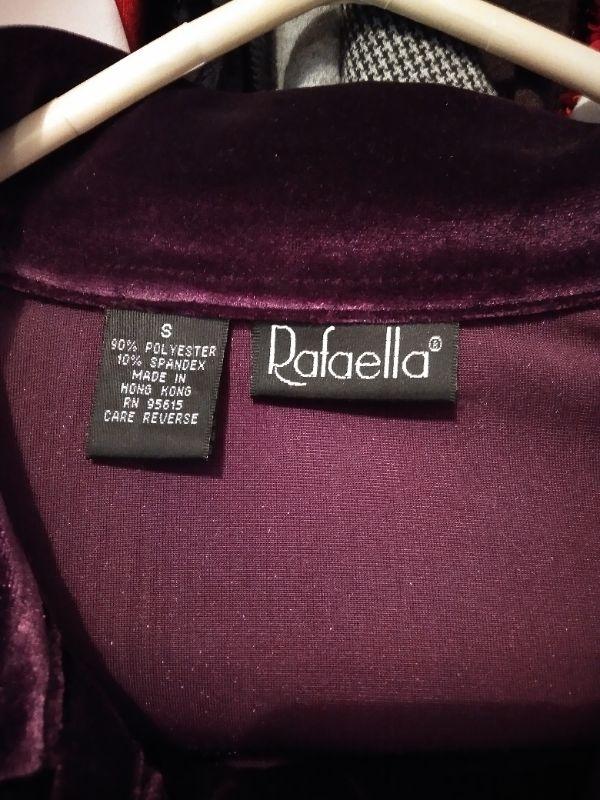 S
90% POLYESTER
10% SPANDEX
MADE IN
HONG KONG
RN 95615
CARE REVERSE
Rafaella®